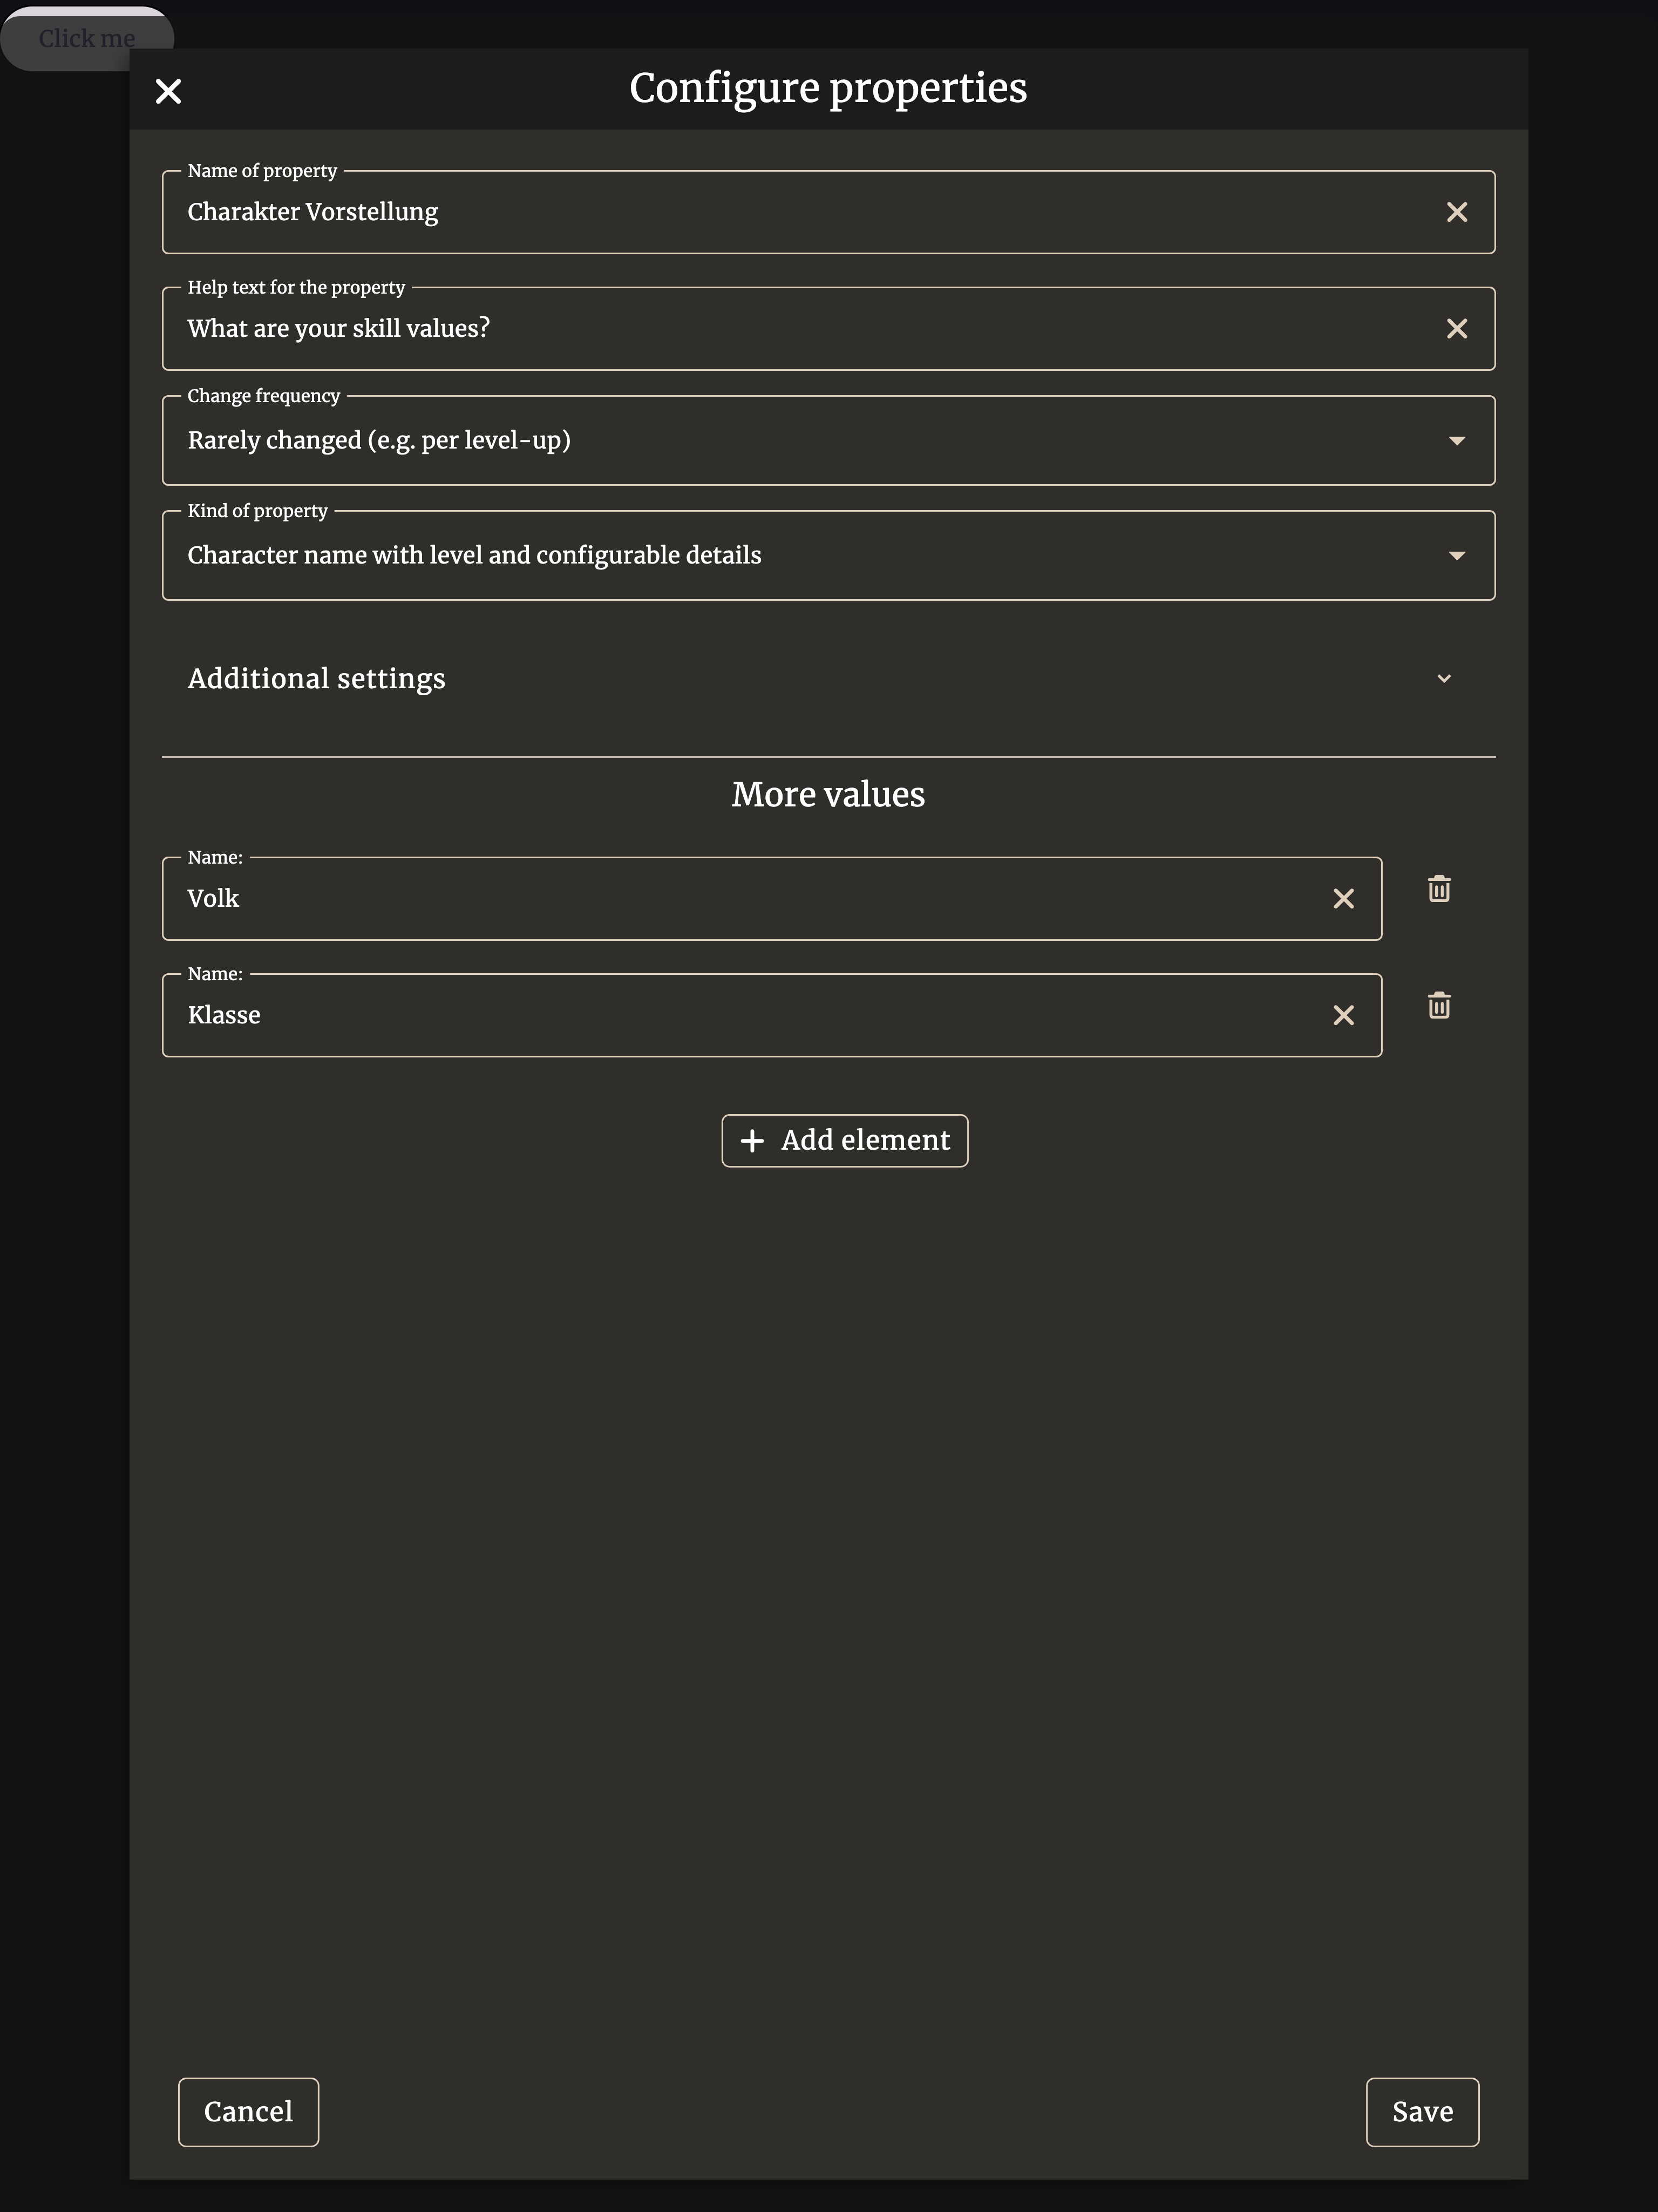 Click me
Configure properties
Name of property
Charakter Vorstellung
Help text for the property
What are your skill values?
Change frequency
Rarely changed (e.g. per level-up)
Kind of property
Character name with level and configurable details
Additional settings
More values
Name:
Volk
Name:
Klasse
Add element
Cancel
Save